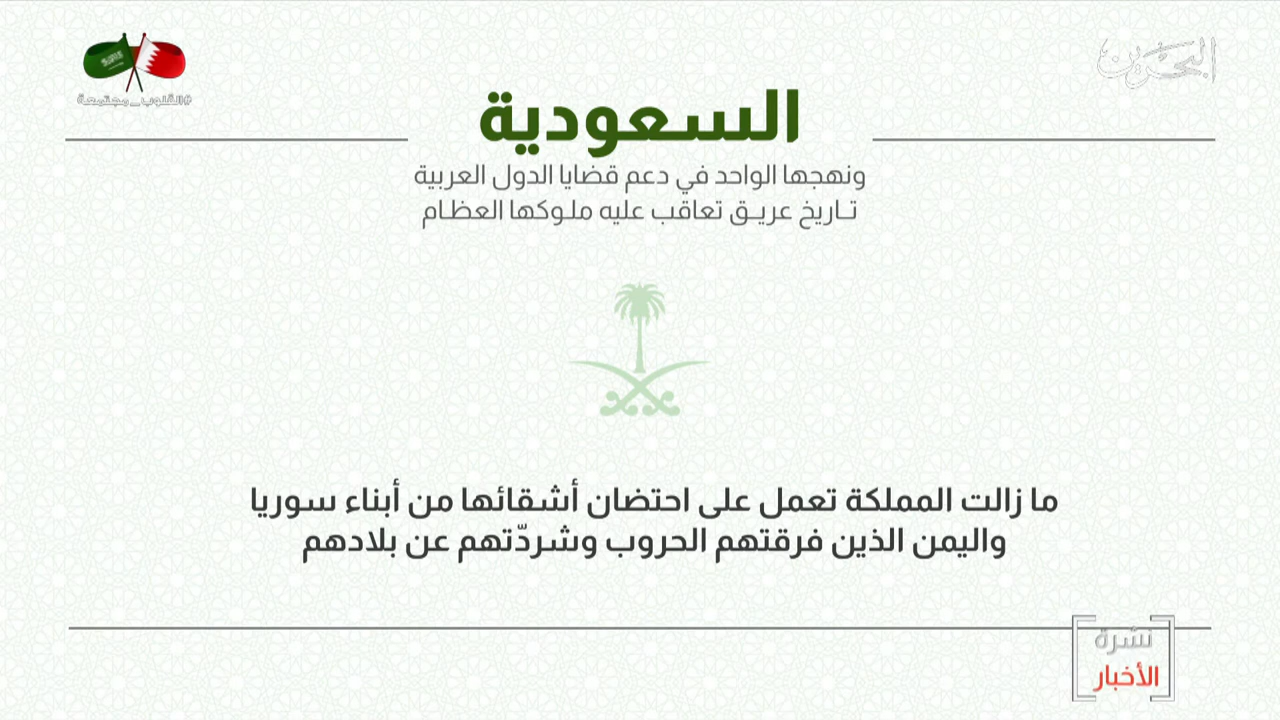 البحرين
#القلوب_مجتمعة
السعودية
ونهجها الواحد في دعم قضايا الدول العربية
تـاريخ عريــق تعاقب عليه ملـوكها العظـام
ما زالت المملكة تعمل على احتضان أشقائها من أبناء سوريا
واليمن الذين فرقتهم الحروب وشردّتهم عن بلادهم
نشرة
الأخبار